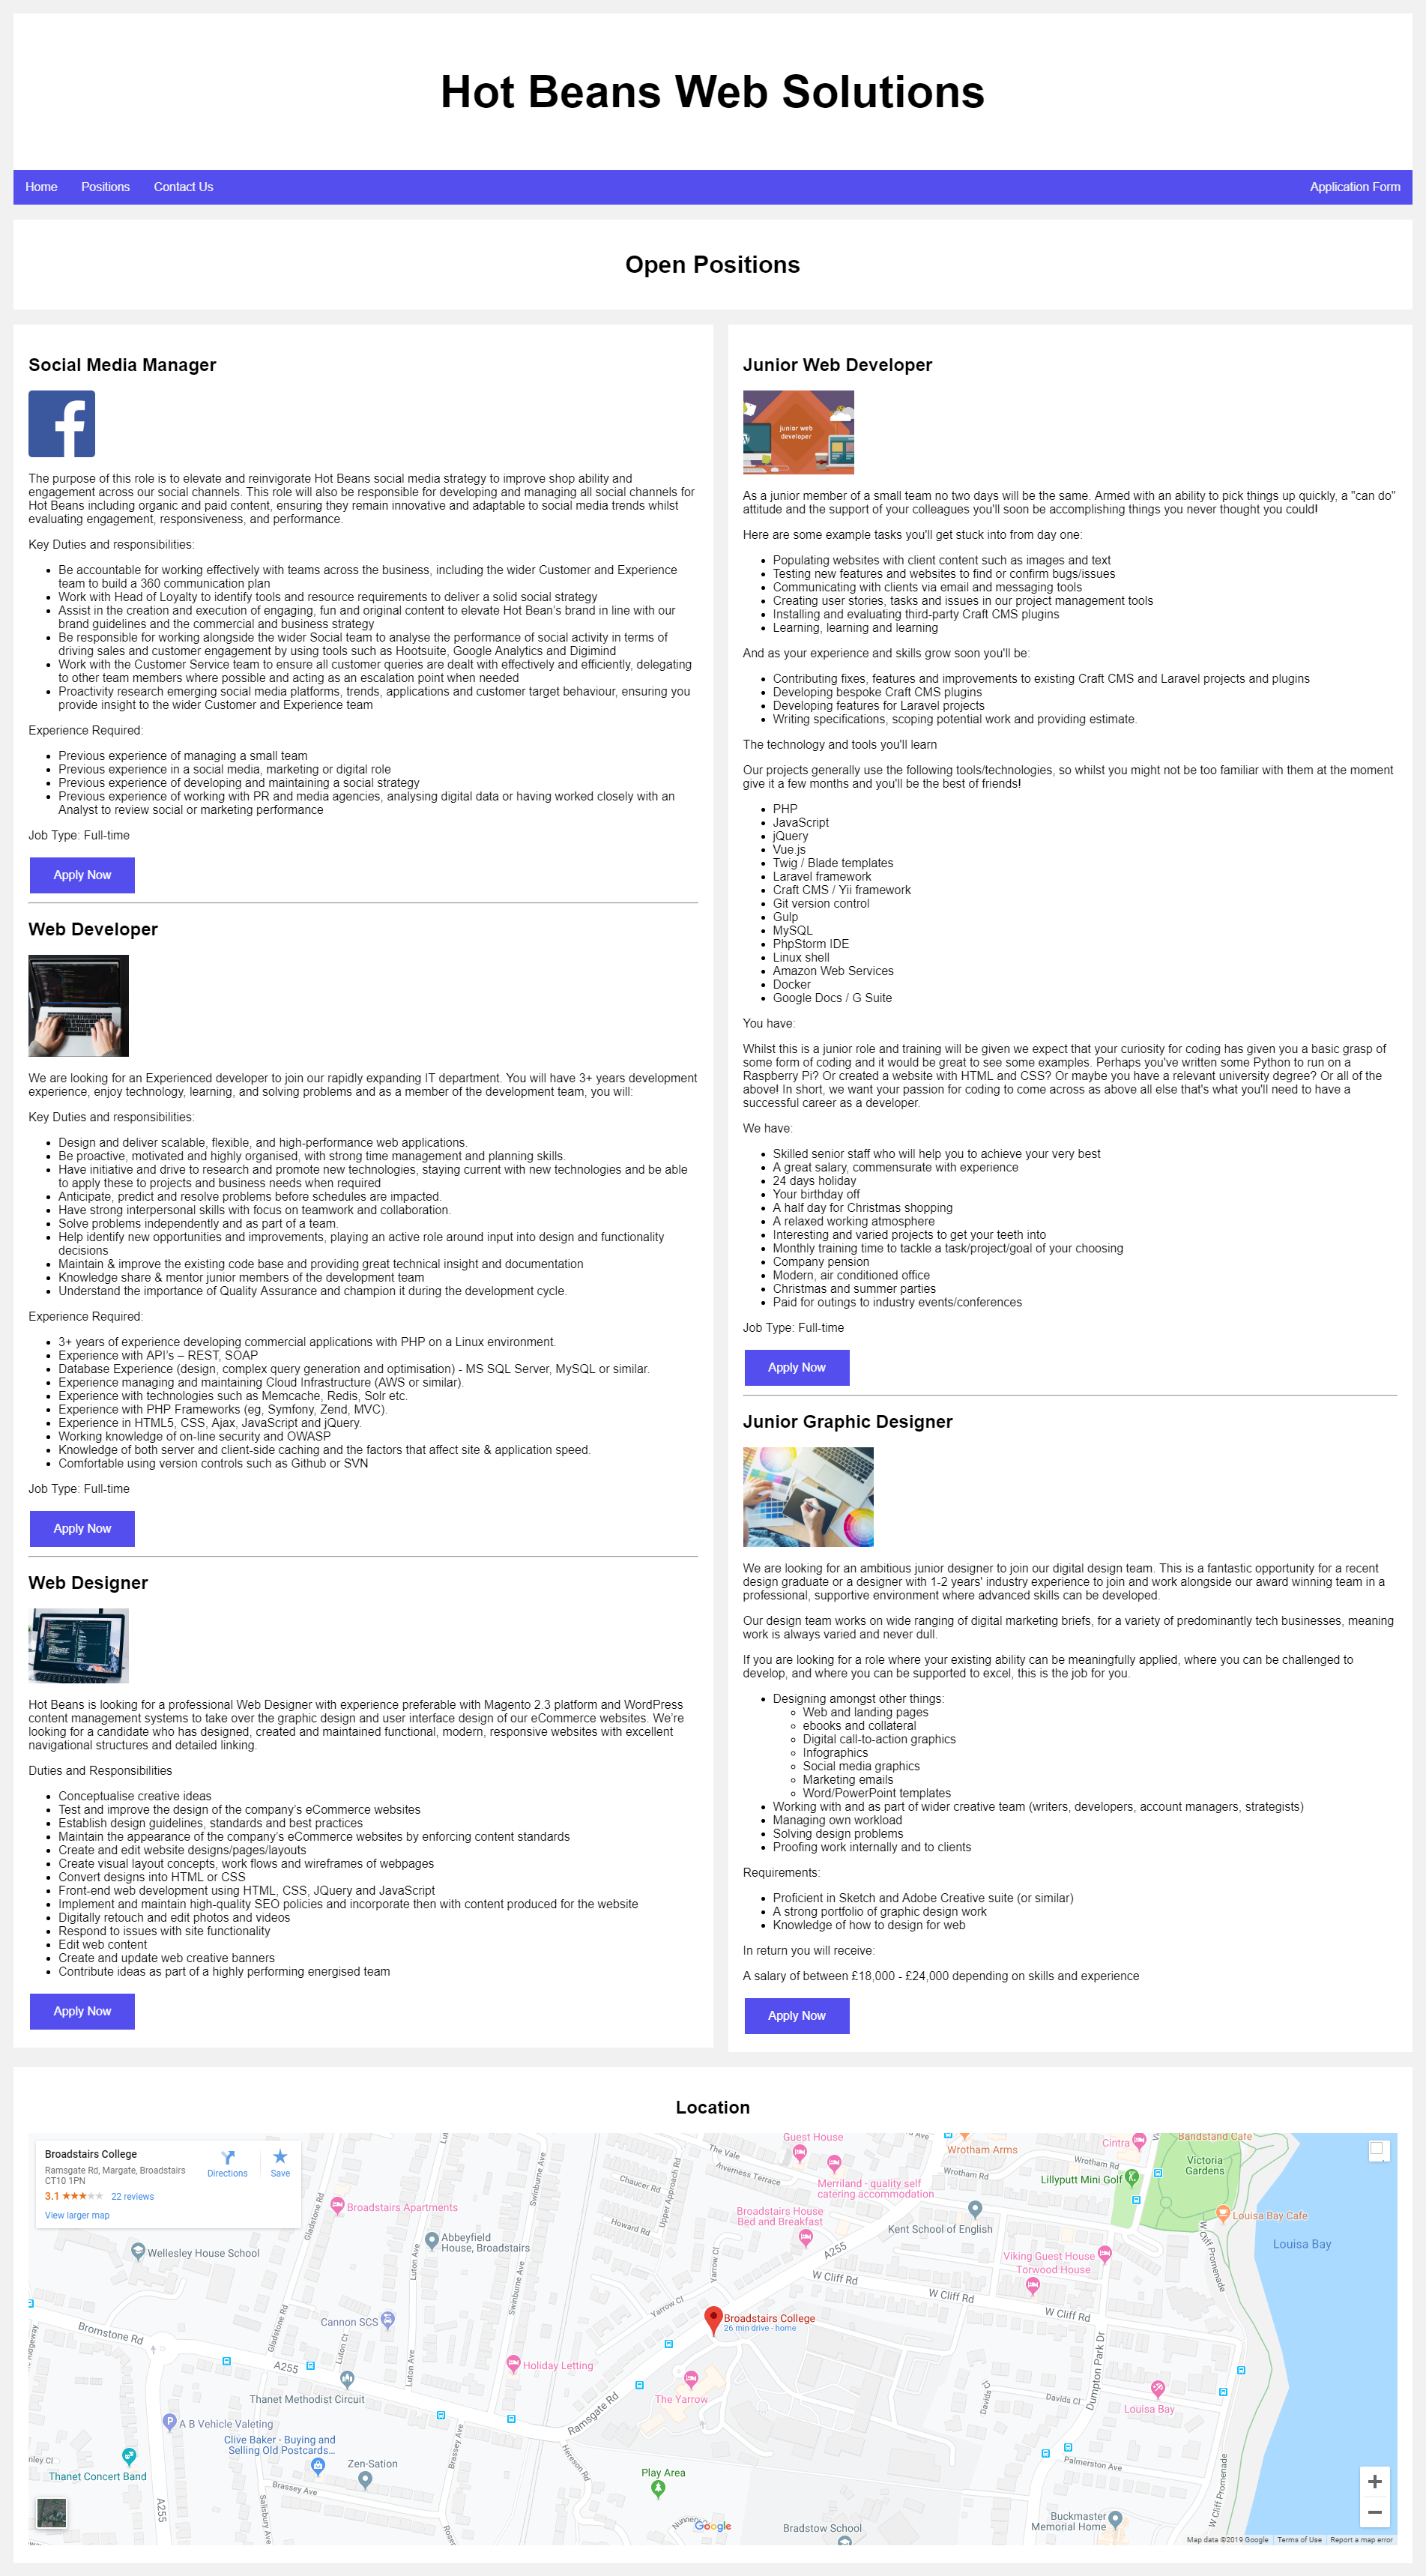 Hot Beans Web Solutions
Home Positions Contact Us Application Form
Open Positions
Social Media Manager
The purpose of this role is to elevate and reinvigorate Hot Beans social media strategy to improve shop ability and
engagement across our social channels. This role will also be responsible for developing and managing all social channels for
Hot Beans including organic and paid content, ensuring they remain innovative and adaptable to social media trends whilst
evaluating engagement, responsiveness, and performance.
Key Duties and responsibilities:
• Be accountable for working effectively with teams across the business, including the wider Customer and Experience
team to build a 360 communication plan
• Work with Head of Loyalty to identify tools and resource requirements to deliver a solid social strategy
• Assist in the creation and execution of engaging, fun and original content to elevate Hot Bean's brand in line with our
brand guidelines and the commercial and business strategy
• Be responsible for working alongside the wider Social team to analyse the performance of social activity in terms of
driving sales and customer engagement by using tools such as Hootsuite, Google Analytics and Digimind
• Work with the Customer Service team to ensure all customer queries are dealt with effectively and efficiently, delegating
to other team members where possible and acting as an escalation point when needed
• Proactivity research emerging social media platforms, trends, applications and customer target behaviour, ensuring you
provide insight to the wider Customer and Experience team
Experience Required:
• Previous experience of managing a small team
• Previous experience in a social media, marketing or digital role
• Previous experience of developing and maintaining a social strategy
• Previous experience of working with PR and media agencies, analysing digital data or having worked closely with an
Analyst to review social or marketing performance
Job Type: Full-time
Apply Now
Web Developer
We are looking for an Experienced developer to join our rapidly expanding IT department. You will have 3+ years development
experience, enjoy technology, learning, and solving problems and as a member of the development team, you will:
Key Duties and responsibilities:
• Design and deliver scalable, flexible, and high-performance web applications.
• Be proactive, motivated and highly organised, with strong time management and planning skills.
• Have initiative and drive to research and promote new technologies, staying current with new technologies and be able
to apply these to projects and business needs when required
• Anticipate, predict and resolve problems before schedules are impacted.
• Have strong interpersonal skills with focus on teamwork and collaboration.
• Solve problems independently and as part of a team.
• Help identify new opportunities and improvements, playing an active role around input into design and functionality
decisions
• Maintain & improve the existing code base and providing great technical insight and documentation
• Knowledge share & mentor junior members of the development team
• Understand the importance of Quality Assurance and champion it during the development cycle.
Experience Required:
• 3+ years of experience developing commercial applications with PHP on a Linux environment.
• Experience with API's – REST, SOAP
• Database Experience (design, complex query generation and optimisation) - MS SQL Server, MySQL or similar.
• Experience managing and maintaining Cloud Infrastructure (AWS or similar).
• Experience with technologies such as Memcache, Redis, Solr etc.
• Experience with PHP Frameworks (eg, Symfony, Zend, MVC).
• Experience in HTML5, CSS, Ajax, JavaScript and jQuery.
• Working knowledge of on-line security and OWASP
• Knowledge of both server and client-side caching and the factors that affect site & application speed.
• Comfortable using version controls such as Github or SVN
Job Type: Full-time
Apply Now
Web Designer
Hot Beans is looking for a professional Web Designer with experience preferable with Magento 2.3 platform and WordPress
content management systems to take over the graphic design and user interface design of our eCommerce websites. We're
looking for a candidate who has designed, created and maintained functional, modern, responsive websites with excellent
navigational structures and detailed linking.
Duties and Responsibilities
• Conceptualise creative ideas
• Test and improve the design of the company's eCommerce websites
• Establish design guidelines, standards and best practices
• Maintain the appearance of the company's eCommerce websites by enforcing content standards
• Create and edit website designs/pages/layouts
• Create visual layout concepts, work flows and wireframes of webpages
• Convert designs into HTML or CSS
• Front-end web development using HTML, CSS, JQuery and JavaScript
• Implement and maintain high-quality SEO policies and incorporate then with content produced for the website
• Digitally retouch and edit photos and videos
• Respond to issues with site functionality
• Edit web content
• Create and update web creative banners
• Contribute ideas as part of a highly performing energised team
Apply Now
Junior Web Developer
junior web
developer
As a junior member of a small team no two days will be the same. Armed with an ability to pick things up quickly, a "can do"
attitude and the support of your colleagues you'll soon be accomplishing things you never thought you could!
Here are some example tasks you'll get stuck into from day one:
• Populating websites with client content such as images and text
• Testing new features and websites to find or confirm bugs/issues
• Communicating with clients via email and messaging tools
• Creating user stories, tasks and issues in our project management tools
• Installing and evaluating third-party Craft CMS plugins
• Learning, learning and learning
And as your experience and skills grow soon you'll be:
• Contributing fixes, features and improvements to existing Craft CMS and Laravel projects and plugins
• Developing bespoke Craft CMS plugins
• Developing features for Laravel projects
• Writing specifications, scoping potential work and providing estimate.
The technology and tools you'll learn
Our projects generally use the following tools/technologies, so whilst you might not be too familiar with them at the moment
give it a few months and you'll be the best of friends!
• PHP
• JavaScript
• jQuery
• Vue.js
• Twig / Blade templates
• Laravel framework
• Craft CMS / Yii framework
• Git version control
• Gulp
• MySQL
• PhpStorm IDE
• Linux shell
• Amazon Web Services
• Docker
• Google Docs / G Suite
You have:
Whilst this is a junior role and training will be given we expect that your curiosity for coding has given you a basic grasp of
some form of coding and it would be great to see some examples. Perhaps you've written some Python to run on a
Raspberry Pi? Or created a website with HTML and CSS? Or maybe you have a relevant university degree? Or all of the
above! In short, we want your passion for coding to come across as above all else that's what you'll need to have a
successful career as a developer.
We have:
• Skilled senior staff who will help you to achieve your very best
• A great salary, commensurate with experience
• 24 days holiday
• Your birthday off
• A half day for Christmas shopping
• A relaxed working atmosphere
• Interesting and varied projects to get your teeth into
• Monthly training time to tackle a task/project/goal of your choosing
• Company pension
• Modern, air conditioned office
• Christmas and summer parties
• Paid for outings to industry events/conferences
Job Type: Full-time
Apply Now
Junior Graphic Designer
We are looking for an ambitious junior designer to join our digital design team. This is a fantastic opportunity for a recent
design graduate or a designer with 1-2 years' industry experience to join and work alongside our award winning team in a
professional, supportive environment where advanced skills can be developed.
Our design team works on wide ranging of digital marketing briefs, for a variety of predominantly tech businesses, meaning
work is always varied and never dull.
If you are looking for a role where your existing ability can be meaningfully applied, where you can be challenged to
develop, and where you can be supported to excel, this is the job for you.
• Designing amongst other things:
◦ Web and landing pages
◦ ebooks and collateral
◦ Digital call-to-action graphics
◦ Infographics
◦ Social media graphics
◦ Marketing emails
◦ Word/PowerPoint templates
• Working with and as part of wider creative team (writers, developers, account managers, strategists)
• Managing own workload
• Solving design problems
• Proofing work internally and to clients
Requirements:
• Proficient in Sketch and Adobe Creative suite (or similar)
• A strong portfolio of graphic design work
• Knowledge of how to design for web
In return you will receive:
A salary of between £18,000 - £24,000 depending on skills and experience
Apply Now
Location
Broadstairs College
Ramsgate Rd, Margate, Broadstairs
CT10 1PN
3.1 22 reviews
View larger map
Directions
Save
Guest House
The Vale
Inverness Terrace
Merriland - quality self
catering accommodation
Wrotham Arms
Wrotham Rd
Wrotham Rd
Cintra
Lillyputt Mini Golf
Bandstand Cafe
Victoria
Gardens
Louisa Bay Cafe
Louisa Bay
W Cliff Promenade
Chaucer Rd
Upper Approach Rd
Howard Rd
Swinburne Ave
Gladstone Rd
Broadstairs Apartments
Broadstairs House
Bed and Breakfast
Kent School of English
Abbeyfield
House, Broadstairs
Wellesley House School
Luton Ave
Swinburne Ave
Yarrow Cl
A255
Viking Guest House
Torwood House
W Cliff Rd
W Cliff Rd
W Cliff Rd
Yarrow Cl
Broadstairs College
26 min drive - home
Cannon SCS
Bromstone Rd
Gladstone Rd
Luton Ct
Luton Ave
A255
Holiday Letting
Thanet Methodist Circuit
The Yarrow
Ramsgate Rd
Davids Cl
Davids Cl
Dumpton Park Dr
Louisa Bay
A B Vehicle Valeting
Clive Baker - Buying and
Selling Old Postcards...
Zen-Sation
Brassey Ave
Brassey Ave
Hereson Rd
Palmerston Ave
Thanet Concert Band
Play Area
A255
Salisbury Ave
W Cliff Promenade
Google
Bradstow School
Buckmaster
Memorial Home
Map data ©2019 Google Terms of Use Report a map error